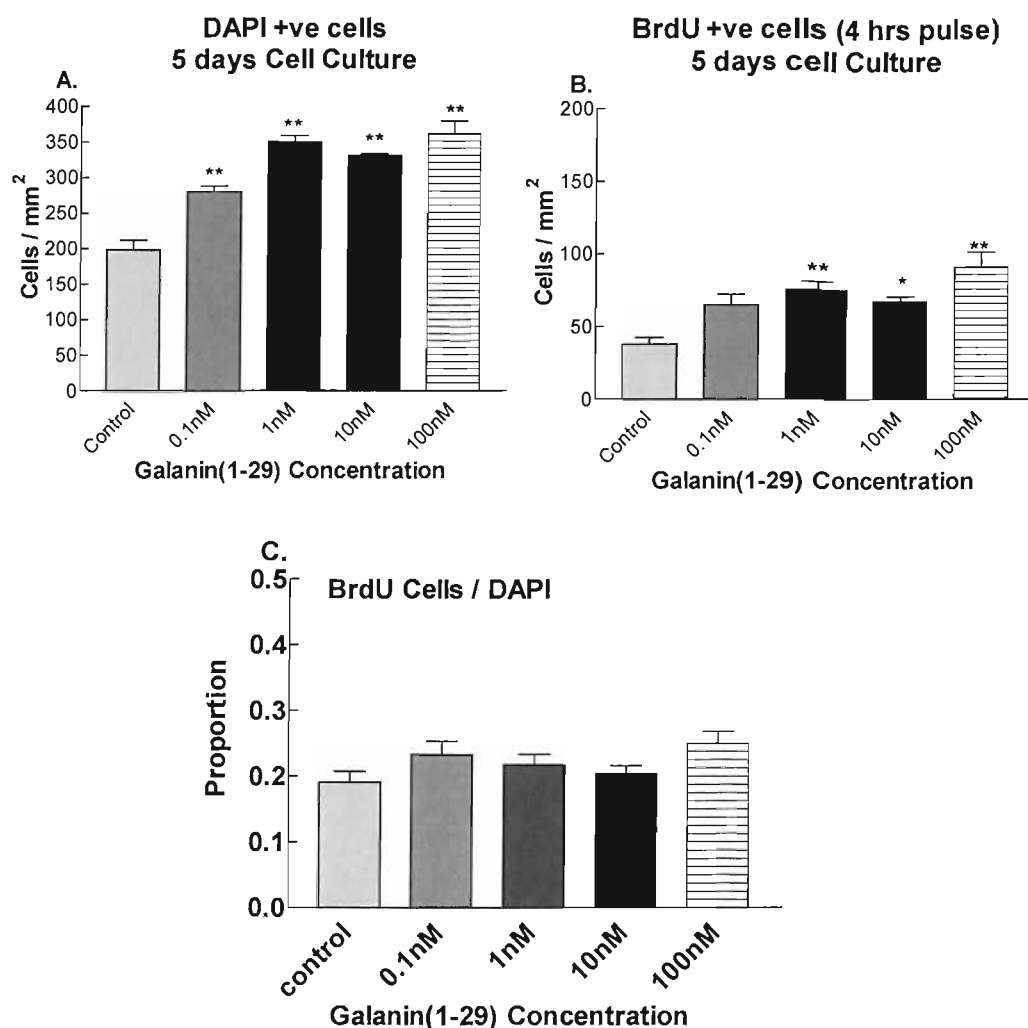 DAPI +ve cells
5 days Cell Culture
A.
400
350
300
250
200
150
100
50
0
Cells / mm²
**
**
**
**
Control
0.1nM
1nM
10nM
100nM
Galanin(1-29) Concentration
BrdU +ve cells (4 hrs pulse)
5 days cell Culture
B.
200
150
100
50
0
Cells / mm²
**
*
**
Control
0.1nM
1nM
10nM
100nM
Galanin(1-29) Concentration
C.
BrdU Cells / DAPI
0.5
0.4
0.3
0.2
0.1
0.0
Proportion
control
0.1nM
1nM
10nM
100nM
Galanin(1-29) Concentration